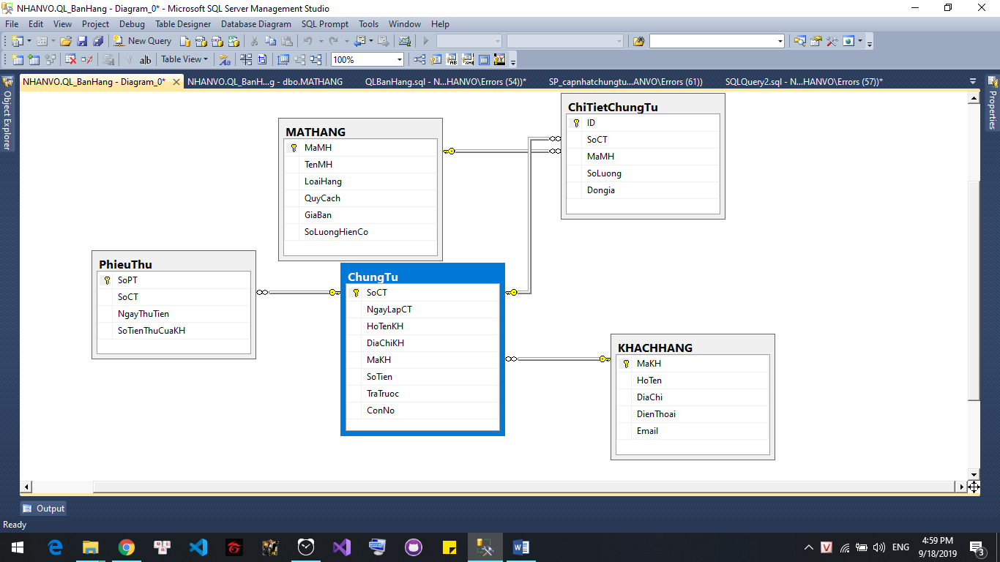 NHANVO.QL_BanHang - Diagram_0* - Microsoft SQL Server Management Studio
File Edit View Project Debug Table Designer Database Diagram SQL Prompt Tools Window Help
New Query
ab Table View 100%
NHANVO.QL_BanHang - Diagram_0* NHANVO.QL_BanH...g - dbo.MATHANG QLBanHang.sql - N...HANVO\Errors (54))* SP_capnhatchungtu...ANVO\Errors (61)) SQLQuery2.sql - N...HANVO\Errors (57))*
Object Explorer
Properties
MATHANG
MaMH
TenMH
LoaiHang
QuyCach
GiaBan
SoLuongHienCo
ChiTietChungTu
ID
SoCT
MaMH
SoLuong
Dongia
PhieuThu
SoPT
SoCT
NgayThuTien
SoTienThuCuaKH
ChungTu
SoCT
NgayLapCT
HoTenKH
DiaChiKH
MaKH
SoTien
TraTruoc
ConNo
KHACHHANG
MaKH
HoTen
DiaChi
DienThoai
Email
Output
Ready
ENG
4:59 PM
9/18/2019
3